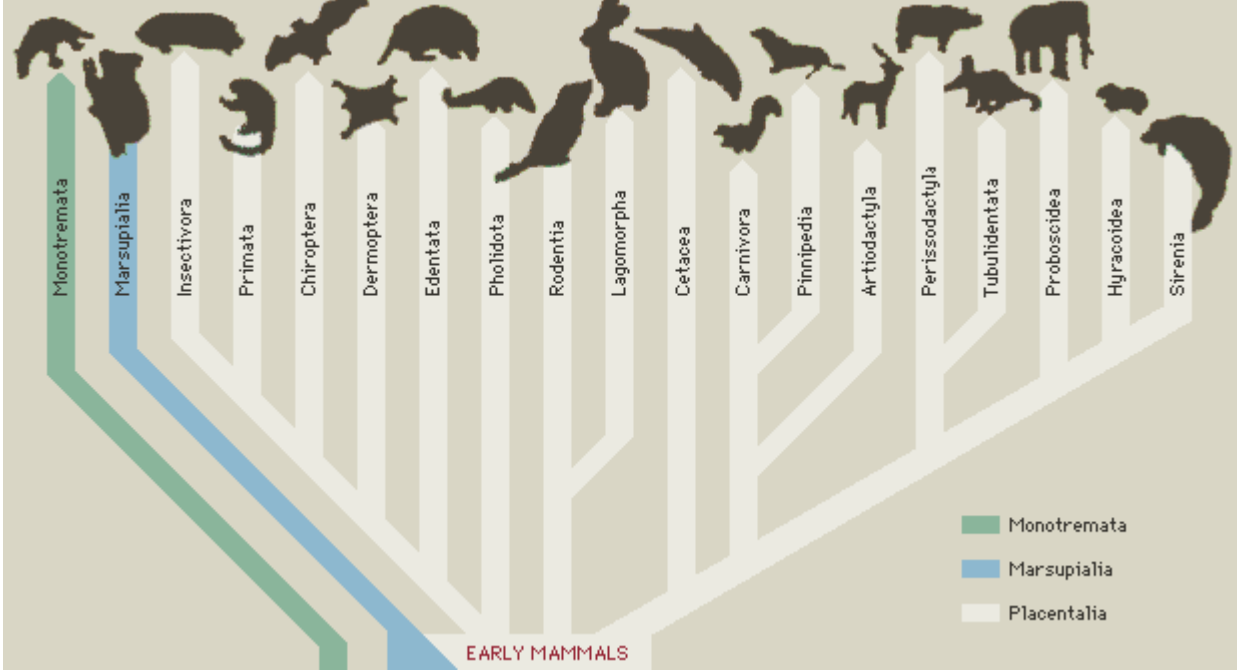 Monotremata
Marsupialia
Insectivora
Primata
Chiroptera
Dermoptera
Edentata
Pholidota
Rodentia
Lagomorpha
Cetacea
Carnivora
Pinnipedia
Artiodactyla
Perissodactyla
Tubulidentata
Proboscidea
Hyracoidea
Sirenia
Monotremata
Marsupialia
Placentalia
EARLY MAMMALS